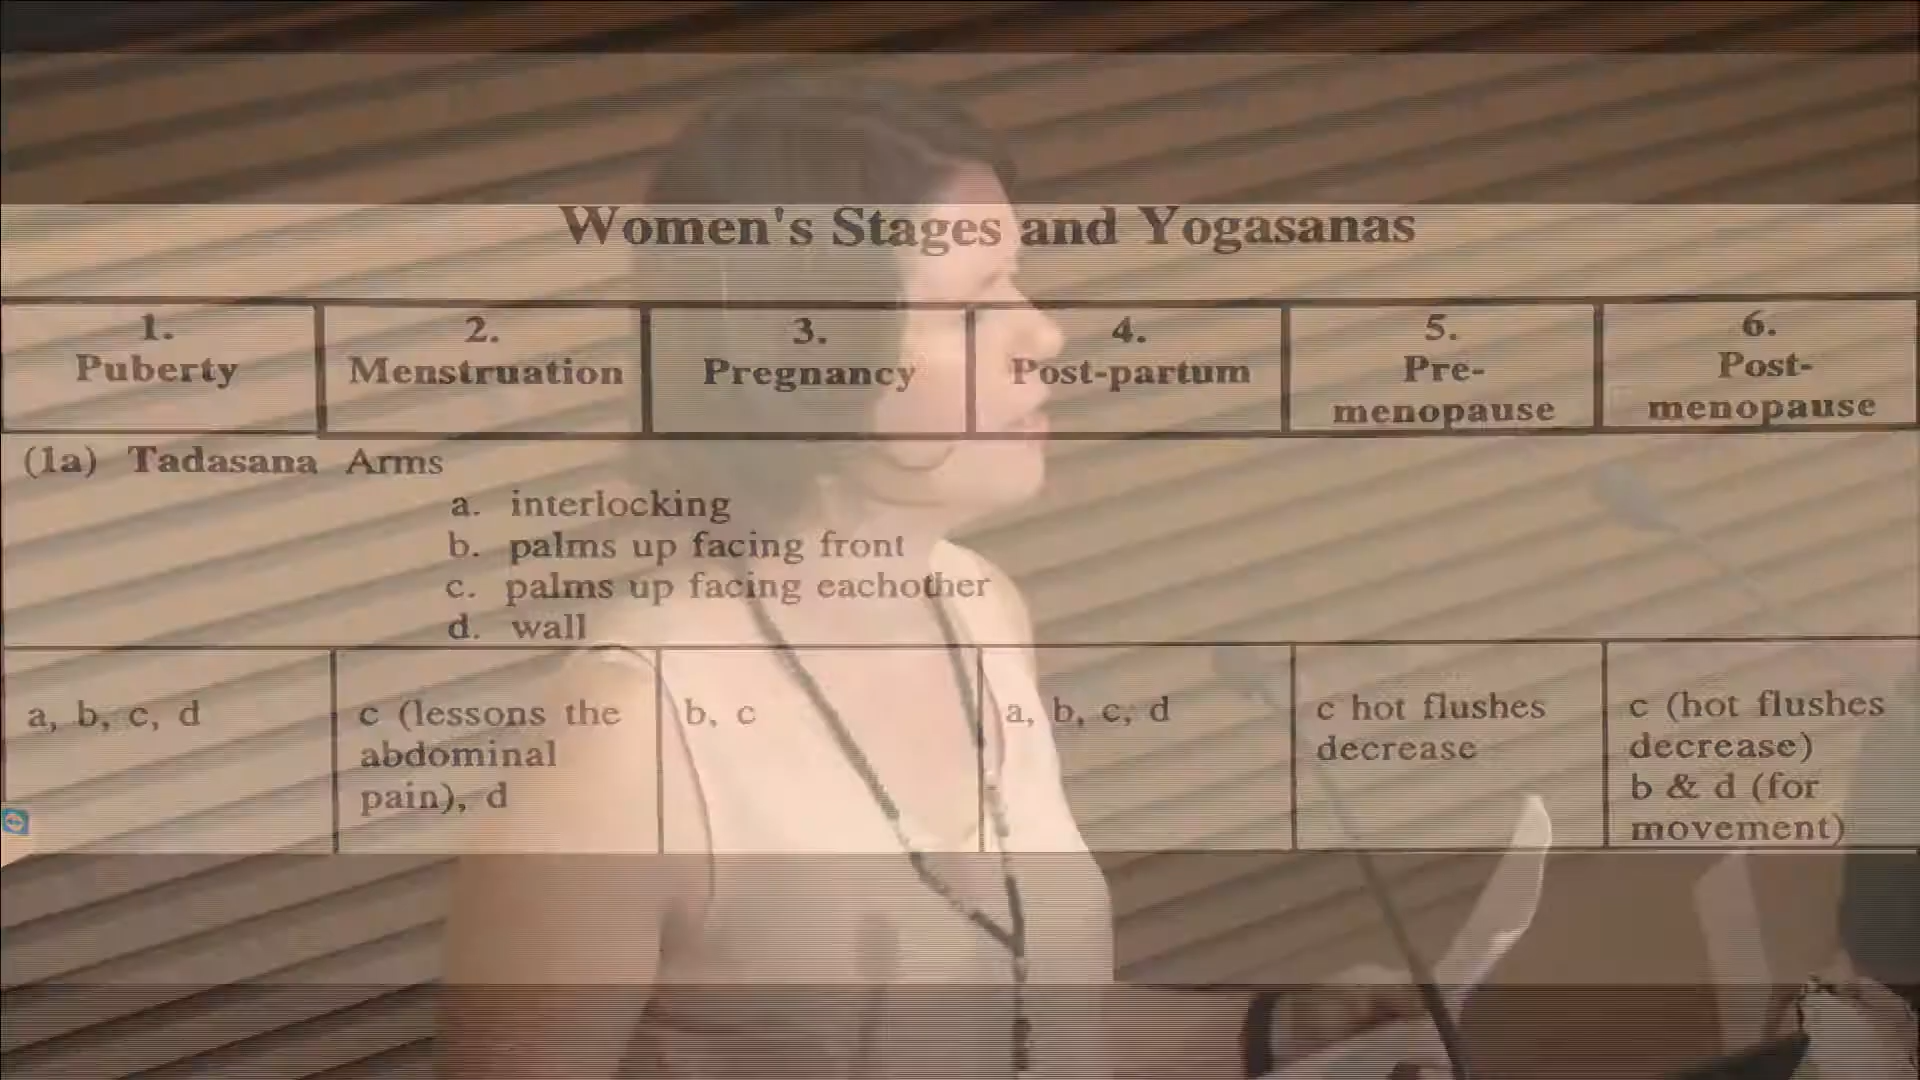 Women's Stages and Yogasanas
1.
Puberty
2.
Menstruation
3.
Pregnancy
4.
Post-partum
5.
Pre-
menopause
6.
Post-
menopause
(1a) Tadasana Arms
a. interlocking
b. palms up facing front
c. palms up facing eachother
d. wall
a, b, c, d
c (lessons the
abdominal
pain), d
b, c
a, b, c, d
c hot flushes
decrease
c (hot flushes
decrease)
b & d (for
movement)